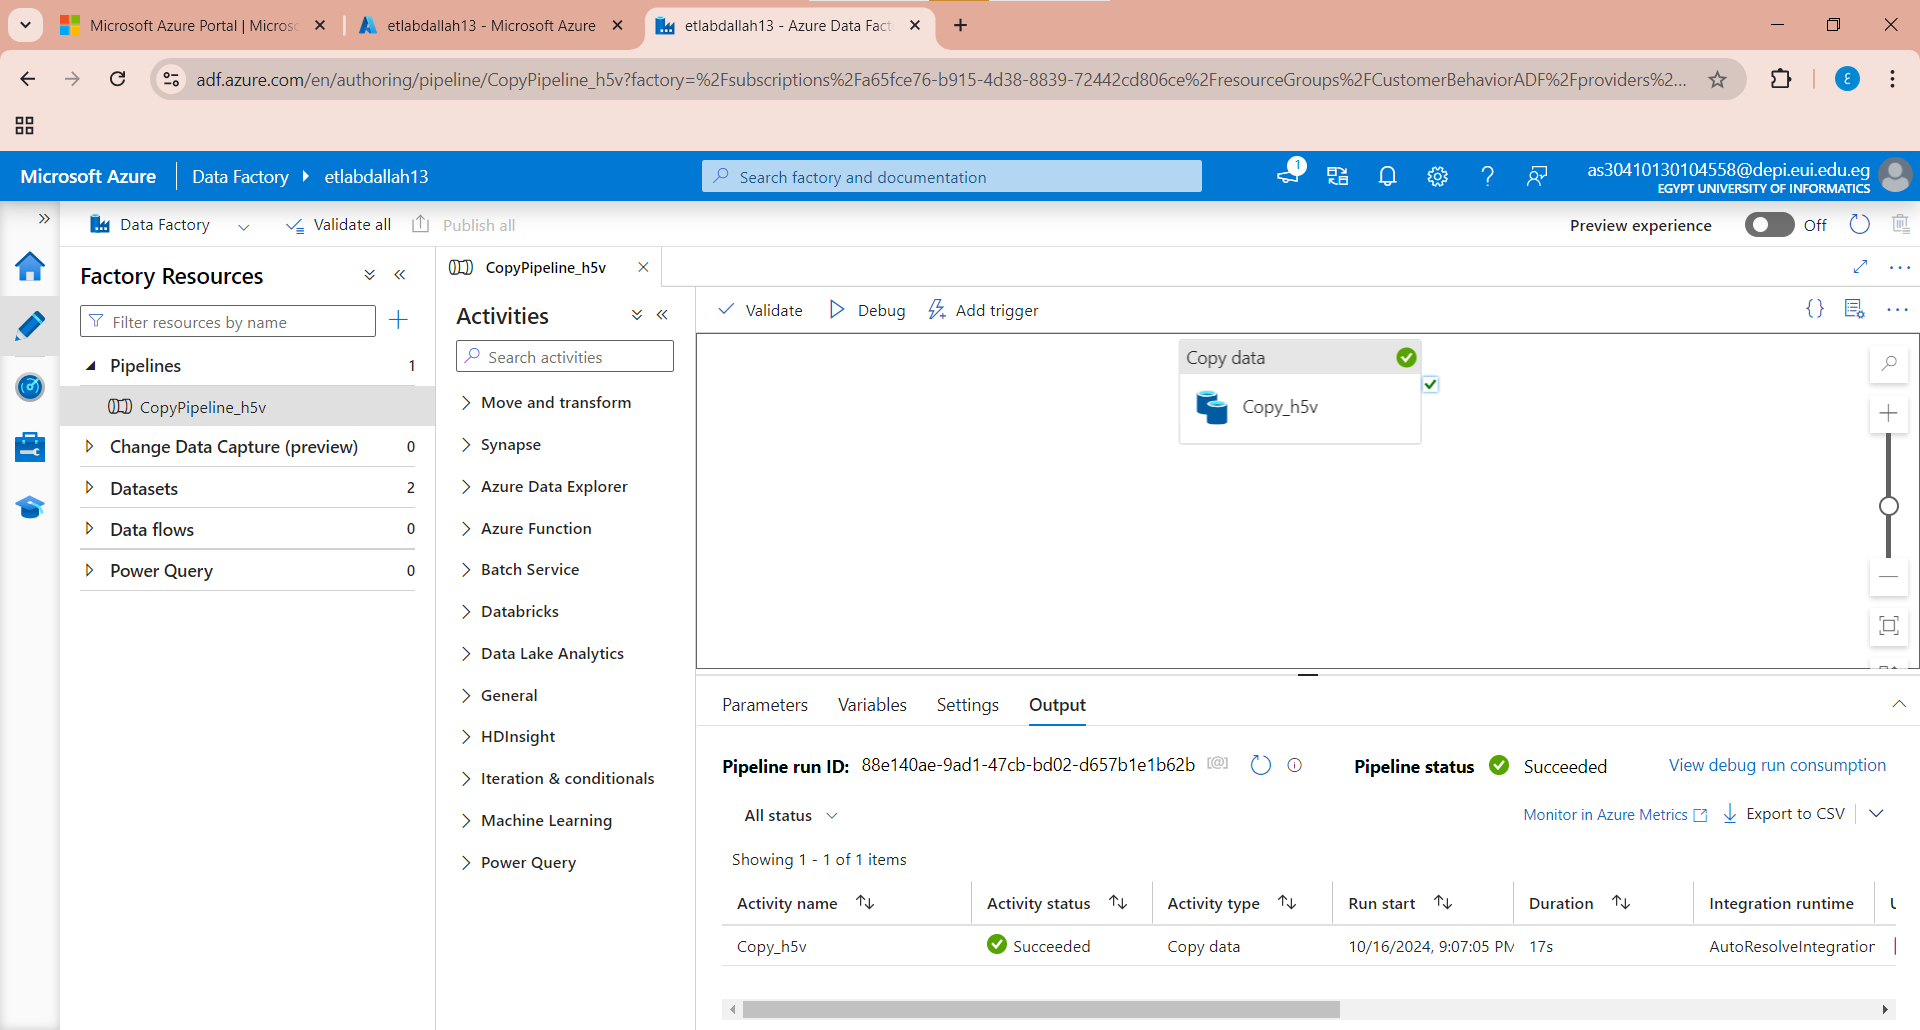 Microsoft Azure Portal | Microso
etlabdallah13 - Microsoft Azure
etlabdallah13 - Azure Data Fact
adf.azure.com/en/authoring/pipeline/CopyPipeline_h5v?factory=%2Fsubscriptions%2Fa65fce76-b915-4d38-8839-72442cd806ce%2FresourceGroups%2FCustomerBehaviorADF%2Fproviders%2...
ع
Microsoft Azure
Data Factory
etlabdallah13
Search factory and documentation
1
as30410130104558@depi.eui.edu.eg
EGYPT UNIVERSITY OF INFORMATICS
Data Factory
Validate all
Publish all
Preview experience
Off
Factory Resources
Filter resources by name
Pipelines 1
CopyPipeline_h5v
Change Data Capture (preview) 0
Datasets 2
Data flows 0
Power Query 0
CopyPipeline_h5v
Activities
Search activities
Move and transform
Synapse
Azure Data Explorer
Azure Function
Batch Service
Databricks
Data Lake Analytics
General
HDInsight
Iteration & conditionals
Machine Learning
Power Query
Validate
Debug
Add trigger
Copy data
Copy_h5v
Parameters
Variables
Settings
Output
Pipeline run ID: 88e140ae-9ad1-47cb-bd02-d657b1e1b62b
Pipeline status
Succeeded
View debug run consumption
All status
Monitor in Azure Metrics
Export to CSV
Showing 1 - 1 of 1 items
Activity name
Activity status
Activity type
Run start
Duration
Integration runtime
Copy_h5v
Succeeded
Copy data
10/16/2024, 9:07:05 PM
17s
AutoResolveIntegration